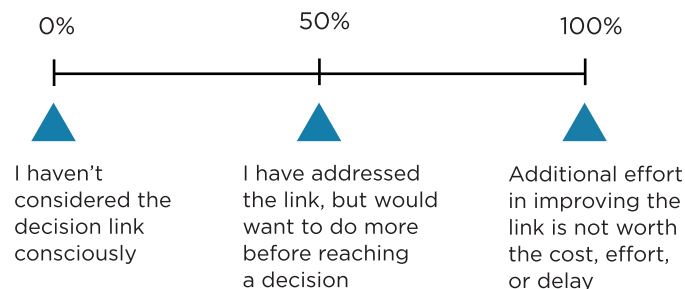 0%
50%
100%
I haven't
considered the
decision link
consciously
I have addressed
the link, but would
want to do more
before reaching
a decision
Additional effort
in improving the
link is not worth
the cost, effort,
or delay